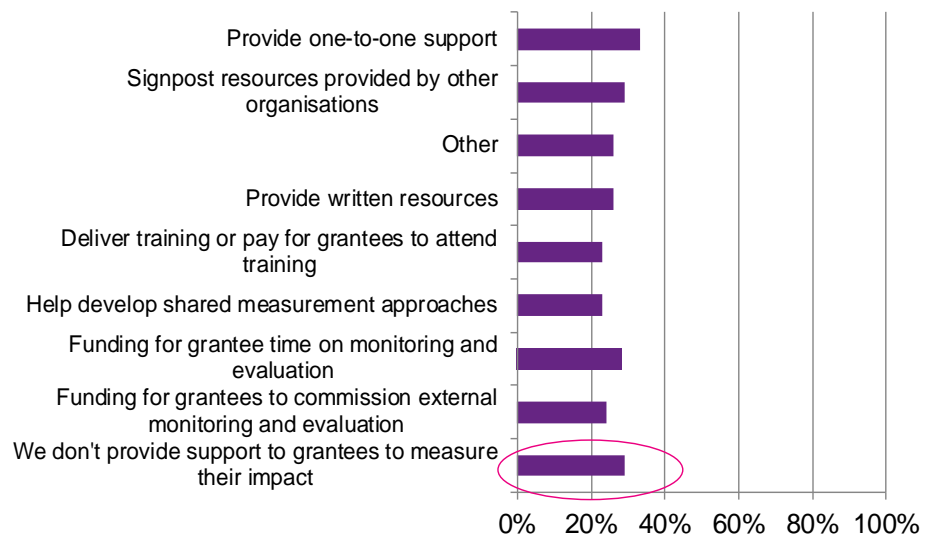 Provide one-to-one support
Signpost resources provided by other
organisations
Other
Provide written resources
Deliver training or pay for grantees to attend
training
Help develop shared measurement approaches
Funding for grantee time on monitoring and
evaluation
Funding for grantees to commission external
monitoring and evaluation
We don't provide support to grantees to measure
their impact
0% 20% 40% 60% 80% 100%